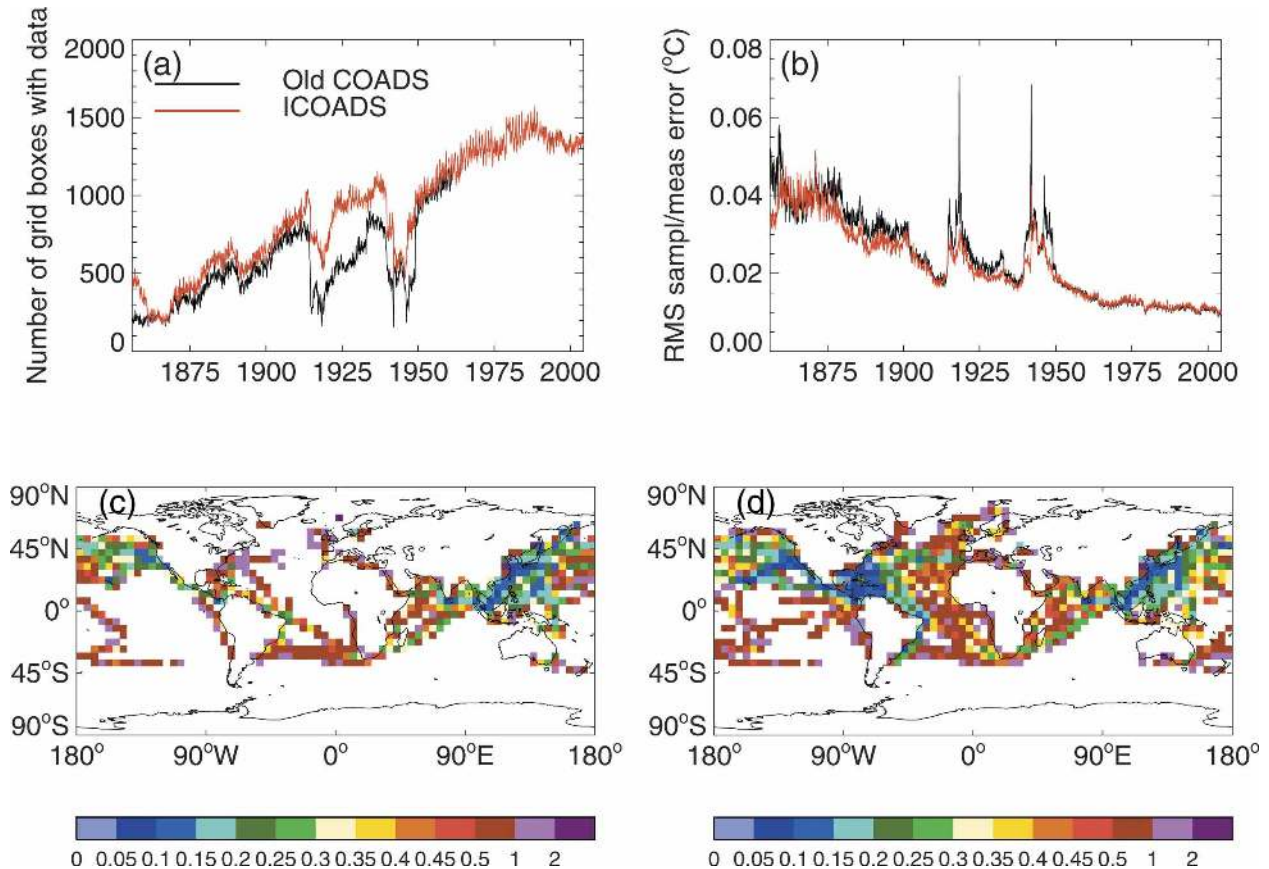 Number of grid boxes with data
2000
1500
1000
500
0
(a)
Old COADS
ICOADS
1875 1900 1925 1950 1975 2000
RMS sampl/meas error (°C)
0.08
0.06
0.04
0.02
0.00
(b)
1875 1900 1925 1950 1975 2000
(c)
90°N
45°N
0°
45°S
90°S
180° 90°W 0° 90°E 180°
0 0.05 0.1 0.15 0.2 0.25 0.3 0.35 0.4 0.45 0.5 1 2
(d)
90°N
45°N
0°
45°S
90°S
180° 90°W 0° 90°E 180°
0 0.05 0.1 0.15 0.2 0.25 0.3 0.35 0.4 0.45 0.5 1 2